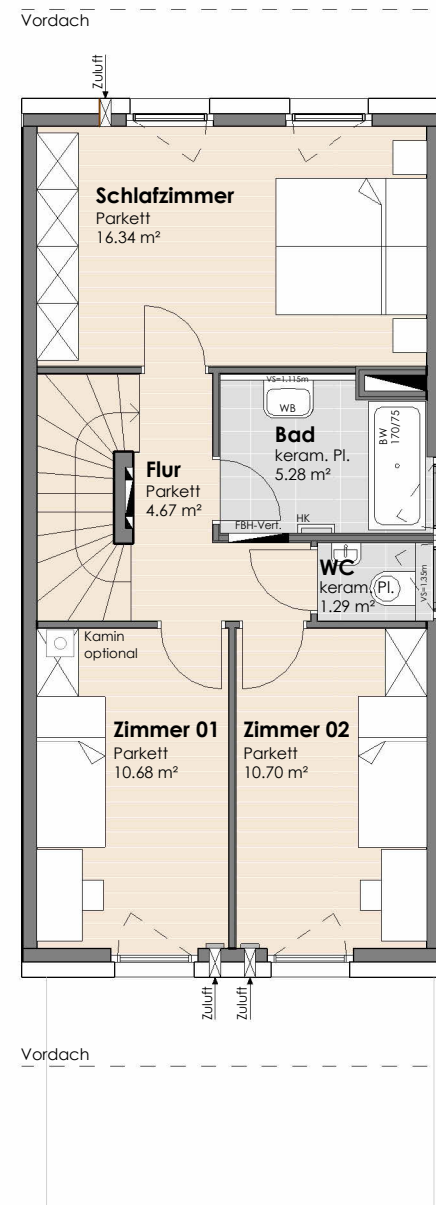 Vordach
Zuluft
Schlafzimmer
Parkett
16.34 m²
VS=1.115m
WB
Bad
keram. Pl.
5.28 m²
BW
170/75
Flur
Parkett
4.67 m²
FBH-Vert.
HK
WC
keram. Pl.
1.29 m²
VS=1.35m
Kamin
optional
Zimmer 01
Parkett
10.68 m²
Zimmer 02
Parkett
10.70 m²
Zuluft
Zuluft
Vordach